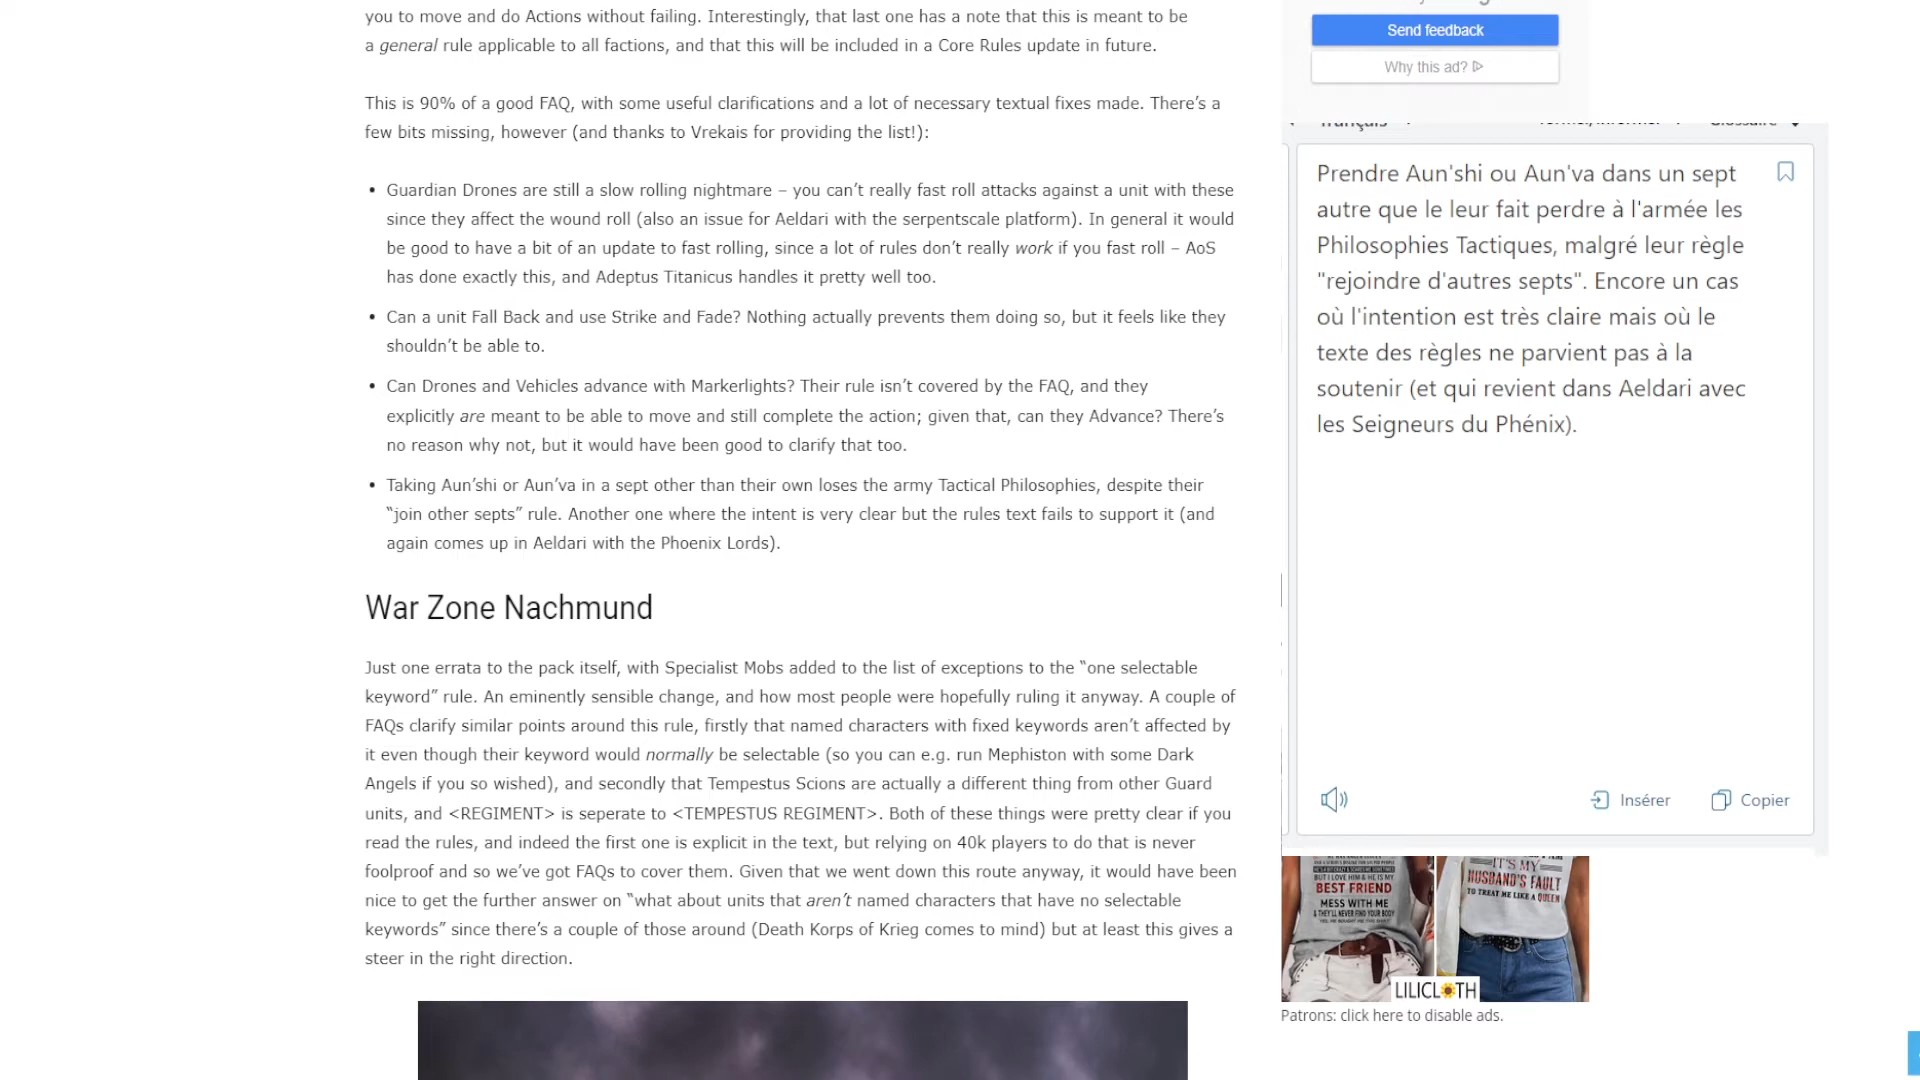 you to move and do Actions without failing. Interestingly, that last one has a note that this is meant to be
a general rule applicable to all factions, and that this will be included in a Core Rules update in future.
This is 90% of a good FAQ, with some useful clarifications and a lot of necessary textual fixes made. There’s a
few bits missing, however (and thanks to Vrekais for providing the list!):
• Guardian Drones are still a slow rolling nightmare – you can’t really fast roll attacks against a unit with these
since they affect the wound roll (also an issue for Aeldari with the serpentscale platform). In general it would
be good to have a bit of an update to fast rolling, since a lot of rules don’t really work if you fast roll – AoS
has done exactly this, and Adeptus Titanicus handles it pretty well too.
• Can a unit Fall Back and use Strike and Fade? Nothing actually prevents them doing so, but it feels like they
shouldn’t be able to.
• Can Drones and Vehicles advance with Markerlights? Their rule isn’t covered by the FAQ, and they
explicitly are meant to be able to move and still complete the action; given that, can they Advance? There’s
no reason why not, but it would have been good to clarify that too.
• Taking Aun’shi or Aun’va in a sept other than their own loses the army Tactical Philosophies, despite their
“join other septs” rule. Another one where the intent is very clear but the rules text fails to support it (and
again comes up in Aeldari with the Phoenix Lords).
War Zone Nachmund
Just one errata to the pack itself, with Specialist Mobs added to the list of exceptions to the “one selectable
keyword” rule. An eminently sensible change, and how most people were hopefully ruling it anyway. A couple of
FAQs clarify similar points around this rule, firstly that named characters with fixed keywords aren’t affected by
it even though their keyword would normally be selectable (so you can e.g. run Mephiston with some Dark
Angels if you so wished), and secondly that Tempestus Scions are actually a different thing from other Guard
units, and <REGIMENT> is seperate to <TEMPESTUS REGIMENT>. Both of these things were pretty clear if you
read the rules, and indeed the first one is explicit in the text, but relying on 40k players to do that is never
foolproof and so we’ve got FAQs to cover them. Given that we went down this route anyway, it would have been
nice to get the further answer on “what about units that aren’t named characters that have no selectable
keywords” since there’s a couple of those around (Death Korps of Krieg comes to mind) but at least this gives a
steer in the right direction.
Send feedback
Why this ad?
français
Glossaire
Prendre Aun'shi ou Aun'va dans un sept
autre que le leur fait perdre à l'armée les
Philosophies Tactiques, malgré leur règle
"rejoindre d'autres septs". Encore un cas
où l'intention est très claire mais où le
texte des règles ne parvient pas à la
soutenir (et qui revient dans Aeldari avec
les Seigneurs du Phénix).
Insérer
Copier
BUT I LOVE HIM & HE IS MY
BEST FRIEND
MESS WITH ME
& THEY'LL NEVER FIND YOUR BODY
IT'S MY
HUSBAND'S FAULT
TO TREAT ME LIKE A QUEEN
LILICLOTH
Patrons: click here to disable ads.